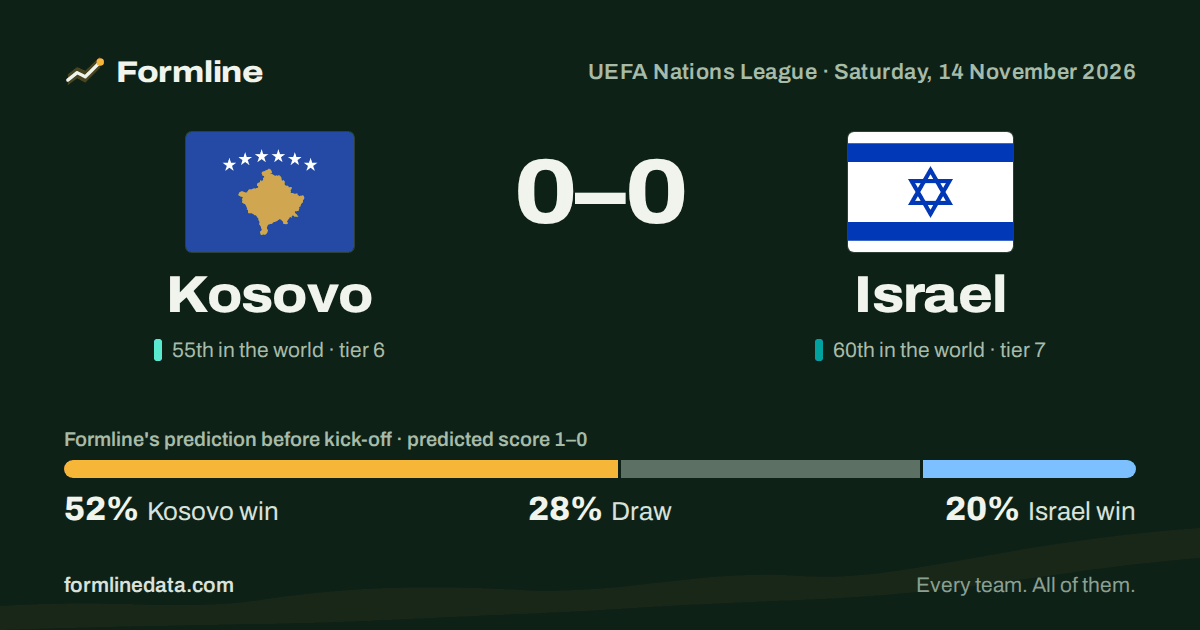 Formline
UEFA Nations League · Saturday, 14 November 2026
0–0
Kosovo
Israel
55th in the world · tier 6
60th in the world · tier 7
Formline's prediction before kick-off · predicted score 1–0
52% Kosovo win
28% Draw
20% Israel win
formlinedata.com
Every team. All of them.